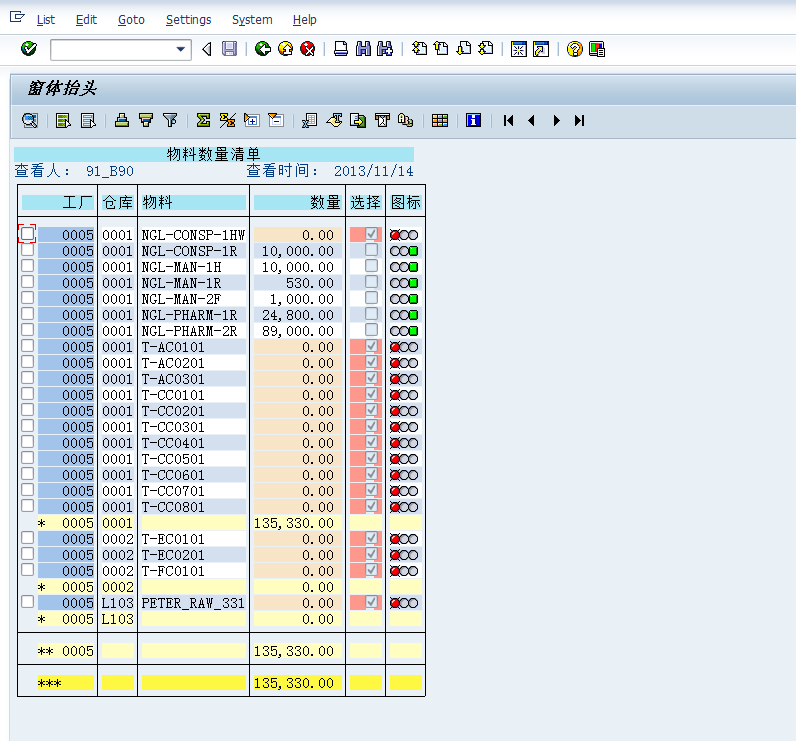 List Edit Goto Settings System Help
窗体抬头
物料数量清单
查看人： 91_B90 查看时间： 2013/11/14
工厂 仓库 物料 数量 选择 图标
0005 0001 NGL-CONSP-1HW 0.00
0005 0001 NGL-CONSP-1R 10,000.00
0005 0001 NGL-MAN-1H 10,000.00
0005 0001 NGL-MAN-1R 530.00
0005 0001 NGL-MAN-2F 1,000.00
0005 0001 NGL-PHARM-1R 24,800.00
0005 0001 NGL-PHARM-2R 89,000.00
0005 0001 T-AC0101 0.00
0005 0001 T-AC0201 0.00
0005 0001 T-AC0301 0.00
0005 0001 T-CC0101 0.00
0005 0001 T-CC0201 0.00
0005 0001 T-CC0301 0.00
0005 0001 T-CC0401 0.00
0005 0001 T-CC0501 0.00
0005 0001 T-CC0601 0.00
0005 0001 T-CC0701 0.00
0005 0001 T-CC0801 0.00
* 0005 0001 135,330.00
0005 0002 T-EC0101 0.00
0005 0002 T-EC0201 0.00
0005 0002 T-FC0101 0.00
* 0005 0002 0.00
0005 L103 PETER_RAW_331 0.00
* 0005 L103 0.00
** 0005 135,330.00
*** 135,330.00